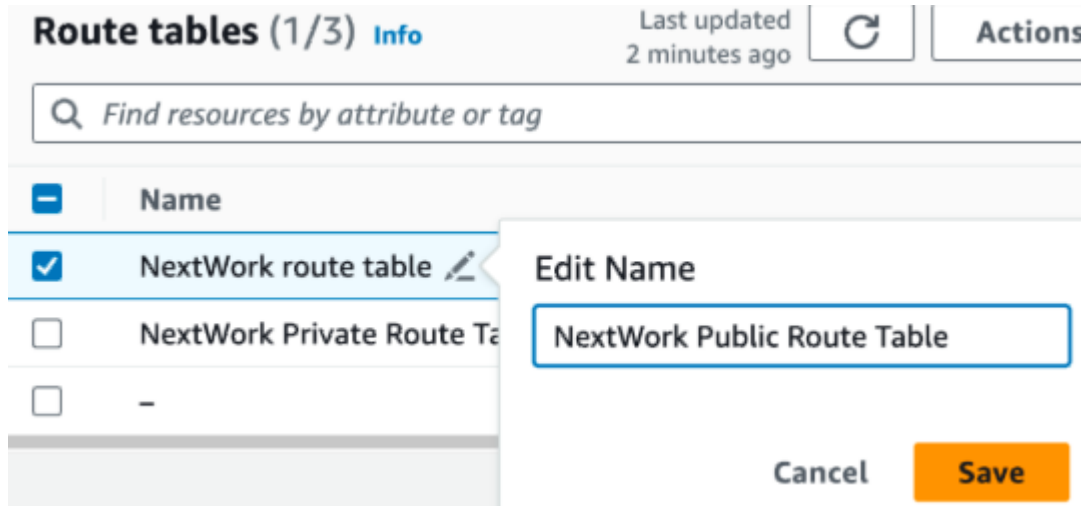 Route tables (1/3) Info
Last updated
2 minutes ago
Actions
Find resources by attribute or tag
Name
NextWork route table
Edit Name
NextWork Private Route Ta
NextWork Public Route Table
–
Cancel
Save